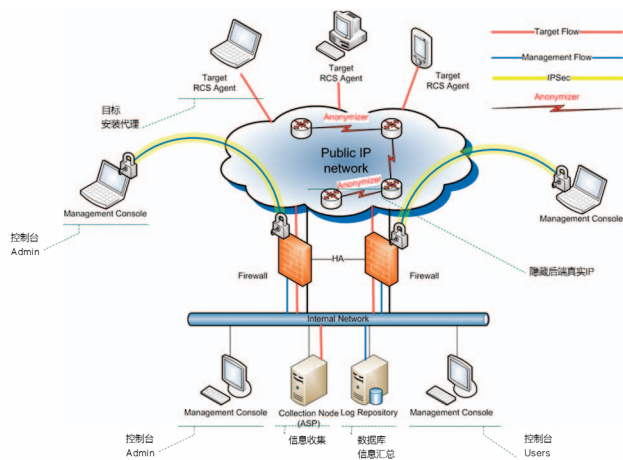 Target Flow
Management Flow
IPSec
Anonymizer
Target
RCS Agent
Target
RCS Agent
Target
RCS Agent
目标
安装代理
Anonymizer
Public IP
network
Anonymizer
Management Console
Management Console
控制台
Admin
隐藏后端真实IP
Firewall
HA
Firewall
Internal Network
Management Console
Collection Node
(ASP)
Log Repository
Management Console
控制台
Admin
信息收集
数据库
信息汇总
控制台
Users